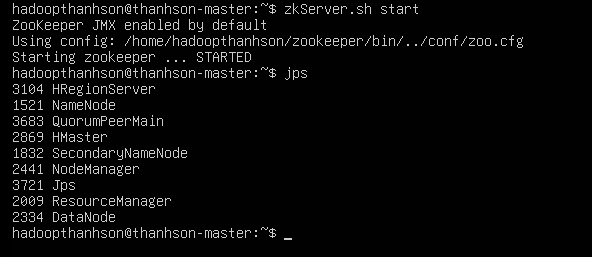 hadoopthanhson@thanhson-master:~$ zkServer.sh start
ZooKeeper JMX enabled by default
Using config: /home/hadoopthanhson/zookeeper/bin/../conf/zoo.cfg
Starting zookeeper ... STARTED
hadoopthanhson@thanhson-master:~$ jps
3104 HRegionServer
1521 NameNode
3683 QuorumPeerMain
2869 HMaster
1832 SecondaryNameNode
2441 NodeManager
3721 Jps
2009 ResourceManager
2334 DataNode
hadoopthanhson@thanhson-master:~$ _